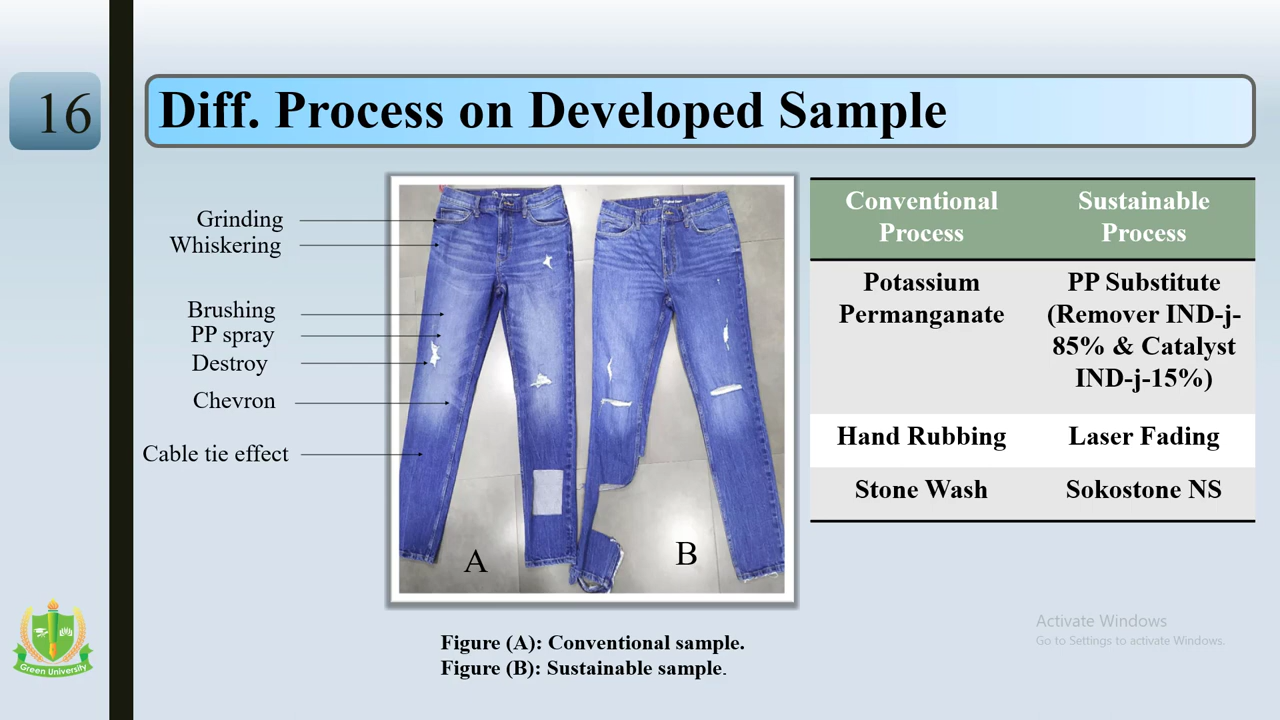 16
Diff. Process on Developed Sample
Grinding
Whiskering
Brushing
PP spray
Destroy
Chevron
Cable tie effect
A
B
Figure (A): Conventional sample.
Figure (B): Sustainable sample.
Conventional Process
Sustainable Process
Potassium Permanganate
PP Substitute
(Remover IND-j-
85% & Catalyst
IND-j-15%)
Hand Rubbing
Laser Fading
Stone Wash
Sokostone NS
Activate Windows
Go to Settings to activate Windows.
Green University